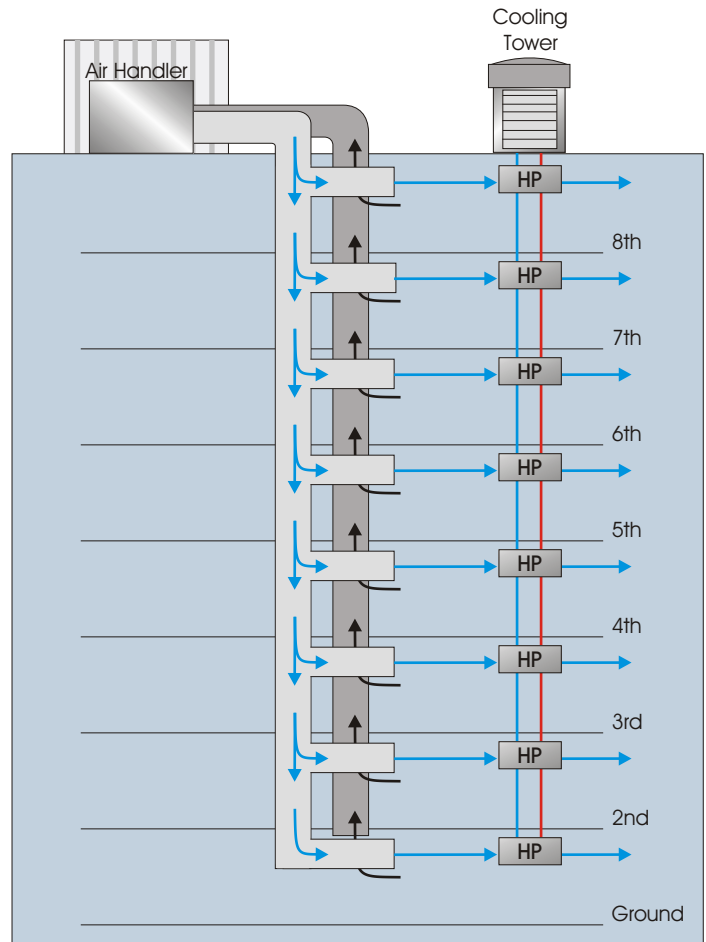 Cooling
Tower
Air Handler
HP
8th
HP
7th
HP
6th
HP
5th
HP
4th
HP
3rd
HP
2nd
HP
Ground